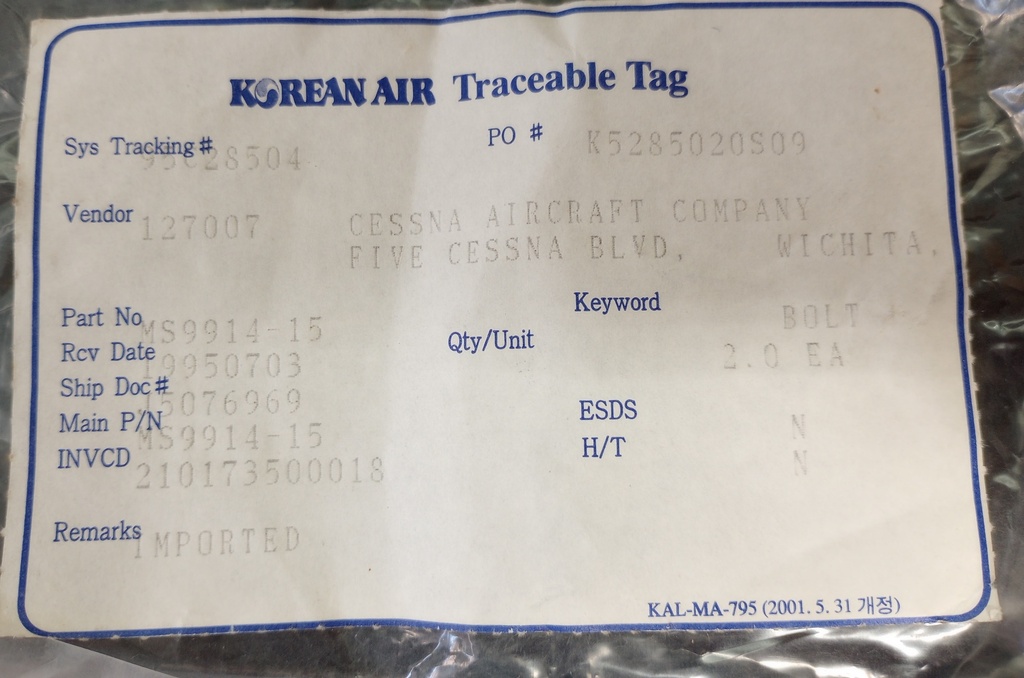 KOREAN AIR Traceable Tag
Sys Tracking# 95C28504 PO # K5285020S09
Vendor 127007 CESSNA AIRCRAFT COMPANY
FIVE CESSNA BLVD, WICHITA,
Keyword BOLT
Part No MS9914-15
Qty/Unit 2.0 EA
Rcv Date 19950703
Ship Doc# 15076969
ESDS N
Main P/N MS9914-15
H/T N
INVCD 210173500018
Remarks IMPORTED
KAL-MA-795 (2001. 5. 31 개정)